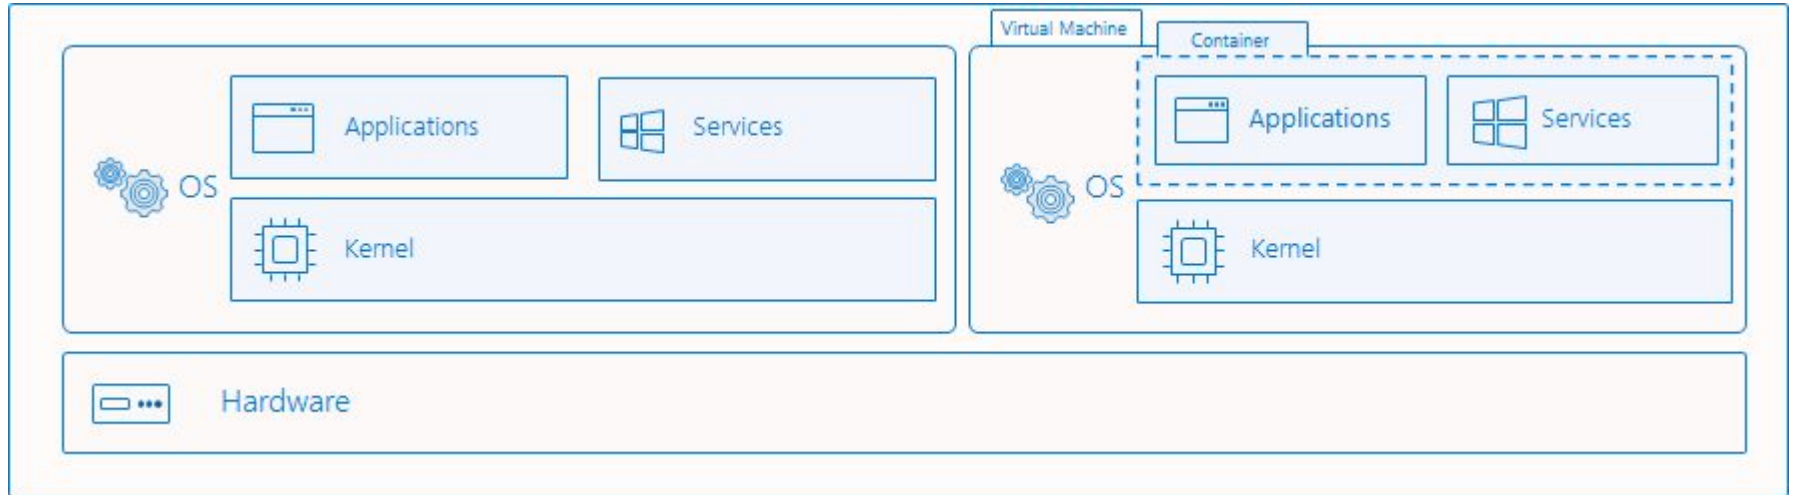 Virtual Machine
Container
Applications
Services
OS
Kernel
Applications
Services
OS
Kernel
Hardware